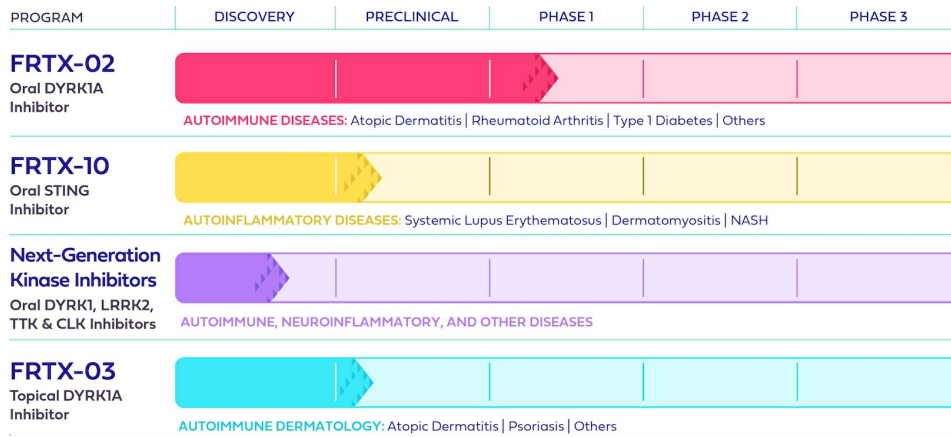 PROGRAM DISCOVERY PRECLINICAL PHASE 1 PHASE 2 PHASE 3
FRTX-02
Oral DYRK1A
Inhibitor
AUTOIMMUNE DISEASES: Atopic Dermatitis | Rheumatoid Arthritis | Type 1 Diabetes | Others
FRTX-10
Oral STING
Inhibitor
AUTOINFLAMMATORY DISEASES: Systemic Lupus Erythematosus | Dermatomyositis | NASH
Next-Generation
Kinase Inhibitors
Oral DYRK1, LRRK2,
TTK & CLK Inhibitors
AUTOIMMUNE, NEUROINFLAMMATORY, AND OTHER DISEASES
FRTX-03
Topical DYRK1A
Inhibitor
AUTOIMMUNE DERMATOLOGY: Atopic Dermatitis | Psoriasis | Others